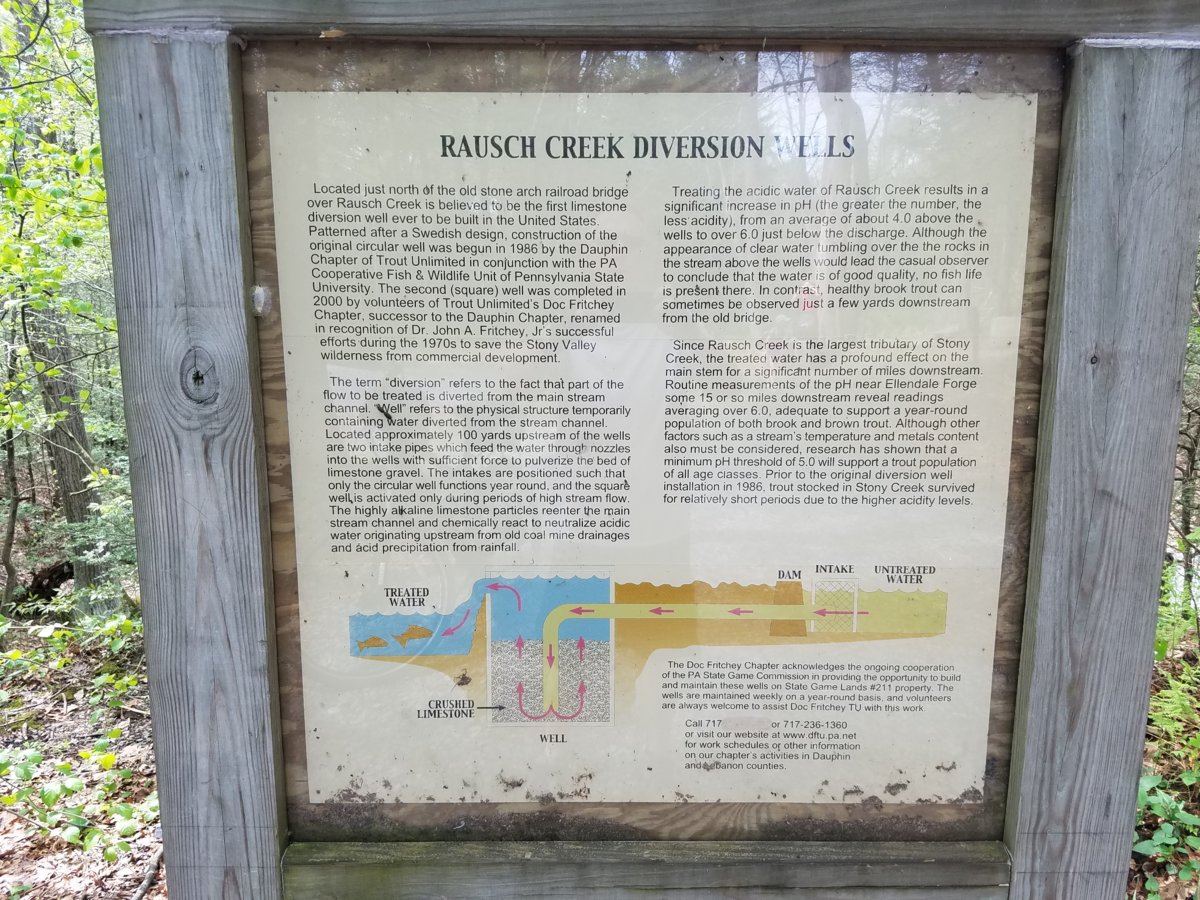 RAUSCH CREEK DIVERSION WELLS
Located just north of the old stone arch railroad bridge
over Rausch Creek is believed to be the first limestone
diversion well ever to be built in the United States.
Patterned after a Swedish design, construction of the
original circular well was begun in 1986 by the Dauphin
Chapter of Trout Unlimited in conjunction with the PA
Cooperative Fish & Wildlife Unit of Pennsylvania State
University. The second (square) well was completed in
2000 by volunteers of Trout Unlimited's Doc Fritchey
Chapter, successor to the Dauphin Chapter, renamed
in recognition of Dr. John A. Fritchey, Jr's successful
efforts during the 1970s to save the Stony Valley
wilderness from commercial development.
The term “diversion” refers to the fact that part of the
flow to be treated is diverted from the main stream
channel. “Well” refers to the physical structure temporarily
containing water diverted from the stream channel.
Located approximately 100 yards upstream of the wells
are two intake pipes which feed the water through nozzles
into the wells with sufficient force to pulverize the bed of
limestone gravel. The intakes are positioned such that
only the circular well functions year round, and the square
well is activated only during periods of high stream flow.
The highly alkaline limestone particles reenter the main
stream channel and chemically react to neutralize acidic
water originating upstream from old coal mine drainages
and acid precipitation from rainfall.
Treating the acidic water of Rausch Creek results in a
significant increase in pH (the greater the number, the
less acidity), from an average of about 4.0 above the
wells to over 6.0 just below the discharge. Although the
appearance of clear water tumbling over the the rocks in
the stream above the wells would lead the casual observer
to conclude that the water is of good quality, no fish life
is present there. In contrast, healthy brook trout can
sometimes be observed just a few yards downstream
from the old bridge.
Since Rausch Creek is the largest tributary of Stony
Creek, the treated water has a profound effect on the
main stem for a significant number of miles downstream.
Routine measurements of the pH near Ellendale Forge
some 15 or so miles downstream reveal readings
averaging over 6.0, adequate to support a year-round
population of both brook and brown trout. Although other
factors such as a stream's temperature and metals content
also must be considered, research has shown that a
minimum pH threshold of 5.0 will support a trout population
of all age classes. Prior to the original diversion well
installation in 1986, trout stocked in Stony Creek survived
for relatively short periods due to the higher acidity levels.
TREATED
WATER
DAM
INTAKE
UNTREATED
WATER
CRUSHED
LIMESTONE
WELL
The Doc Fritchey Chapter acknowledges the ongoing cooperation
of the PA State Game Commission in providing the opportunity to build
and maintain these wells on State Game Lands #211 property. The
wells are maintained weekly on a year-round basis, and volunteers
are always welcome to assist Doc Fritchey TU with this work.
Call 717 or 717-236-1360
or visit our website at www.dftu.pa.net
for work schedules or other information
on our chapter's activities in Dauphin
and Lebanon counties.